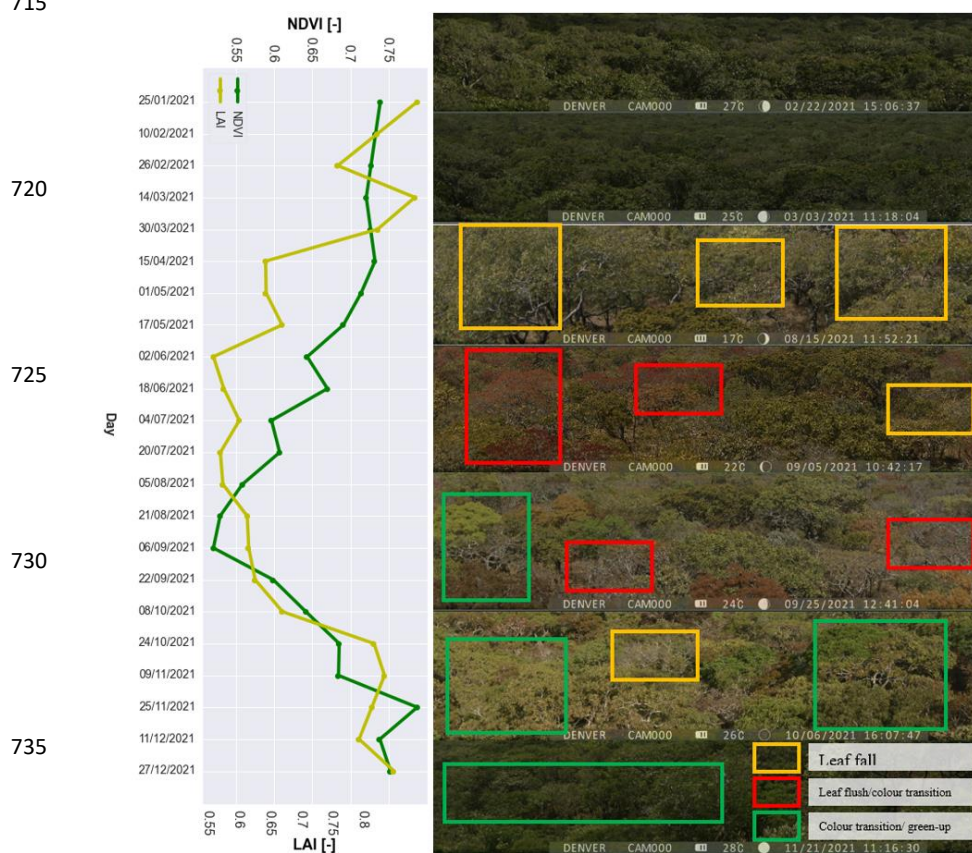 715
720
725
730
735
NDVI [-]
0.55
0.6
0.65
0.7
0.75
NDVI
LAI
25/01/2021
10/02/2021
26/02/2021
14/03/2021
30/03/2021
15/04/2021
01/05/2021
17/05/2021
02/06/2021
18/06/2021
04/07/2021
20/07/2021
05/08/2021
21/08/2021
06/09/2021
22/09/2021
08/10/2021
24/10/2021
09/11/2021
25/11/2021
11/12/2021
27/12/2021
Day
0.55
0.6
0.65
0.7
0.75
0.8
LAI [-]
DENVER CAM000 27C 02/22/2021 15:06:37
DENVER CAM000 25C 03/03/2021 11:18:04
DENVER CAM000 17C 08/15/2021 11:52:21
DENVER CAM000 22C 09/05/2021 10:42:17
DENVER CAM000 24C 09/25/2021 12:41:04
DENVER CAM000 26C 10/06/2021 16:07:47
Leaf fall
Leaf flush/colour transition
Colour transition/ green-up
DENVER CAM000 28C 11/21/2021 11:16:30